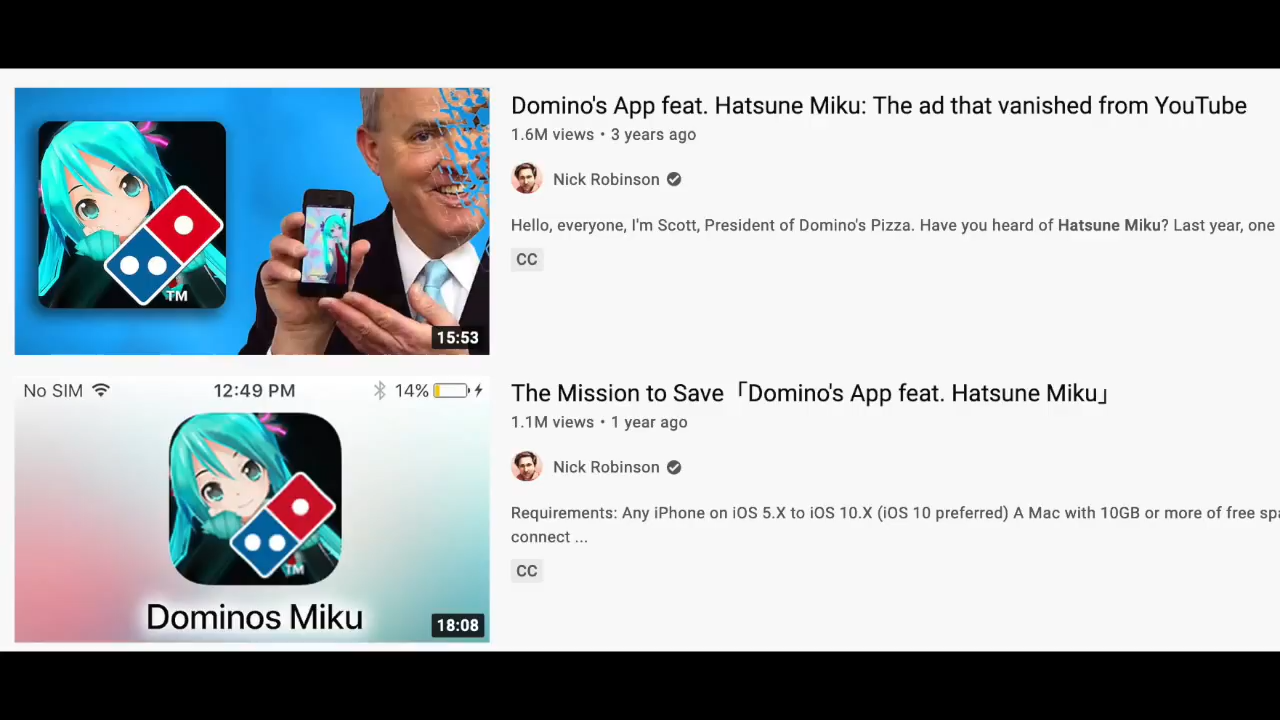 Domino's App feat. Hatsune Miku: The ad that vanished from YouTube
1.6M views • 3 years ago
Nick Robinson
Hello, everyone, I'm Scott, President of Domino's Pizza. Have you heard of Hatsune Miku? Last year, one
CC
TM
15:53
No SIM 12:49 PM 14%
The Mission to Save「Domino's App feat. Hatsune Miku」
1.1M views • 1 year ago
Nick Robinson
Requirements: Any iPhone on iOS 5.X to iOS 10.X (iOS 10 preferred) A Mac with 10GB or more of free spa
connect ...
CC
TM
Dominos Miku
18:08